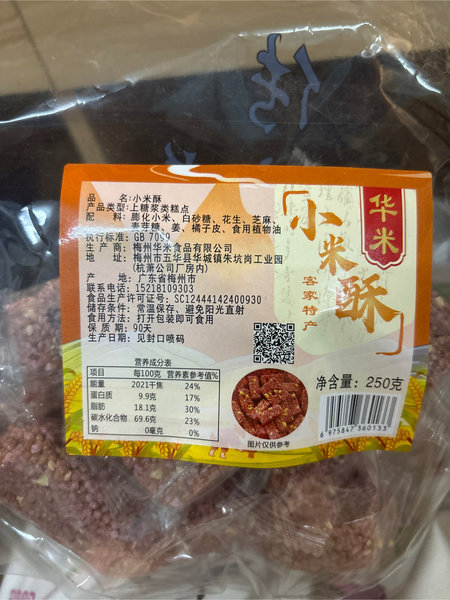 华米
小米酥
客家特产
品名:小米酥
产品类型:上糖浆类糕点
配料:膨化小米、白砂糖、花生、芝麻、
麦芽糖、姜、橘子皮、食用植物油
执行标准:GB 7099
生产商:梅州华米食品有限公司
地址:梅州市五华县华城镇朱坑岗工业园
(杭萧公司厂房内)
产地:广东省梅州市
联系电话:15218109303
食品生产许可证号:SC12444142400930
储存条件:常温保存、避免阳光直射
食用方法:打开包装即可食用
保质期:90天
生产日期:见封口喷码
营养成分表
项目 每100克 营养素参考值%
能量 2021千焦 24%
蛋白质 9.9克 17%
脂肪 18.1克 30%
碳水化合物 69.6克 23%
钠 0毫克 0%
图片仅供参考
净含量:250克
6 975847 360133